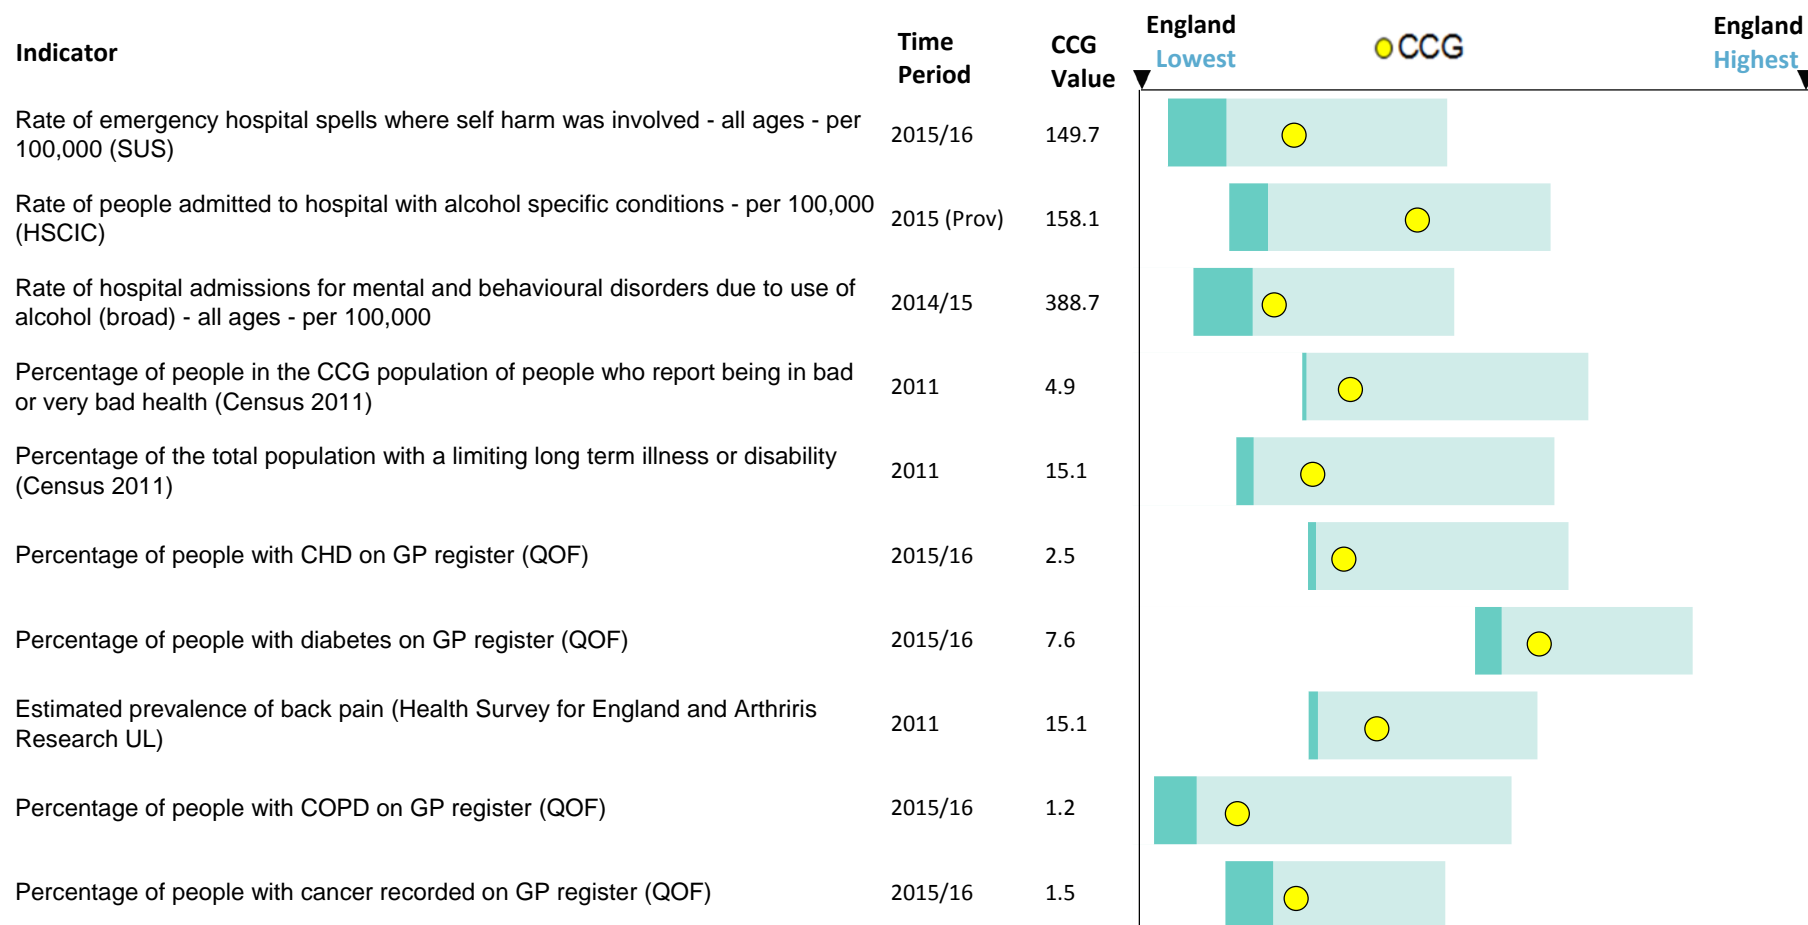 Indicator
Time
Period
CCG
Value
England
Lowest
CCG
England
Highest
Rate of emergency hospital spells where self harm was involved - all ages - per
100,000 (SUS)
2015/16
149.7
Rate of people admitted to hospital with alcohol specific conditions - per 100,000
(HSCIC)
2015 (Prov)
158.1
Rate of hospital admissions for mental and behavioural disorders due to use of
alcohol (broad) - all ages - per 100,000
2014/15
388.7
Percentage of people in the CCG population of people who report being in bad
or very bad health (Census 2011)
2011
4.9
Percentage of the total population with a limiting long term illness or disability
(Census 2011)
2011
15.1
Percentage of people with CHD on GP register (QOF)
2015/16
2.5
Percentage of people with diabetes on GP register (QOF)
2015/16
7.6
Estimated prevalence of back pain (Health Survey for England and Arthriris
Research UL)
2011
15.1
Percentage of people with COPD on GP register (QOF)
2015/16
1.2
Percentage of people with cancer recorded on GP register (QOF)
2015/16
1.5